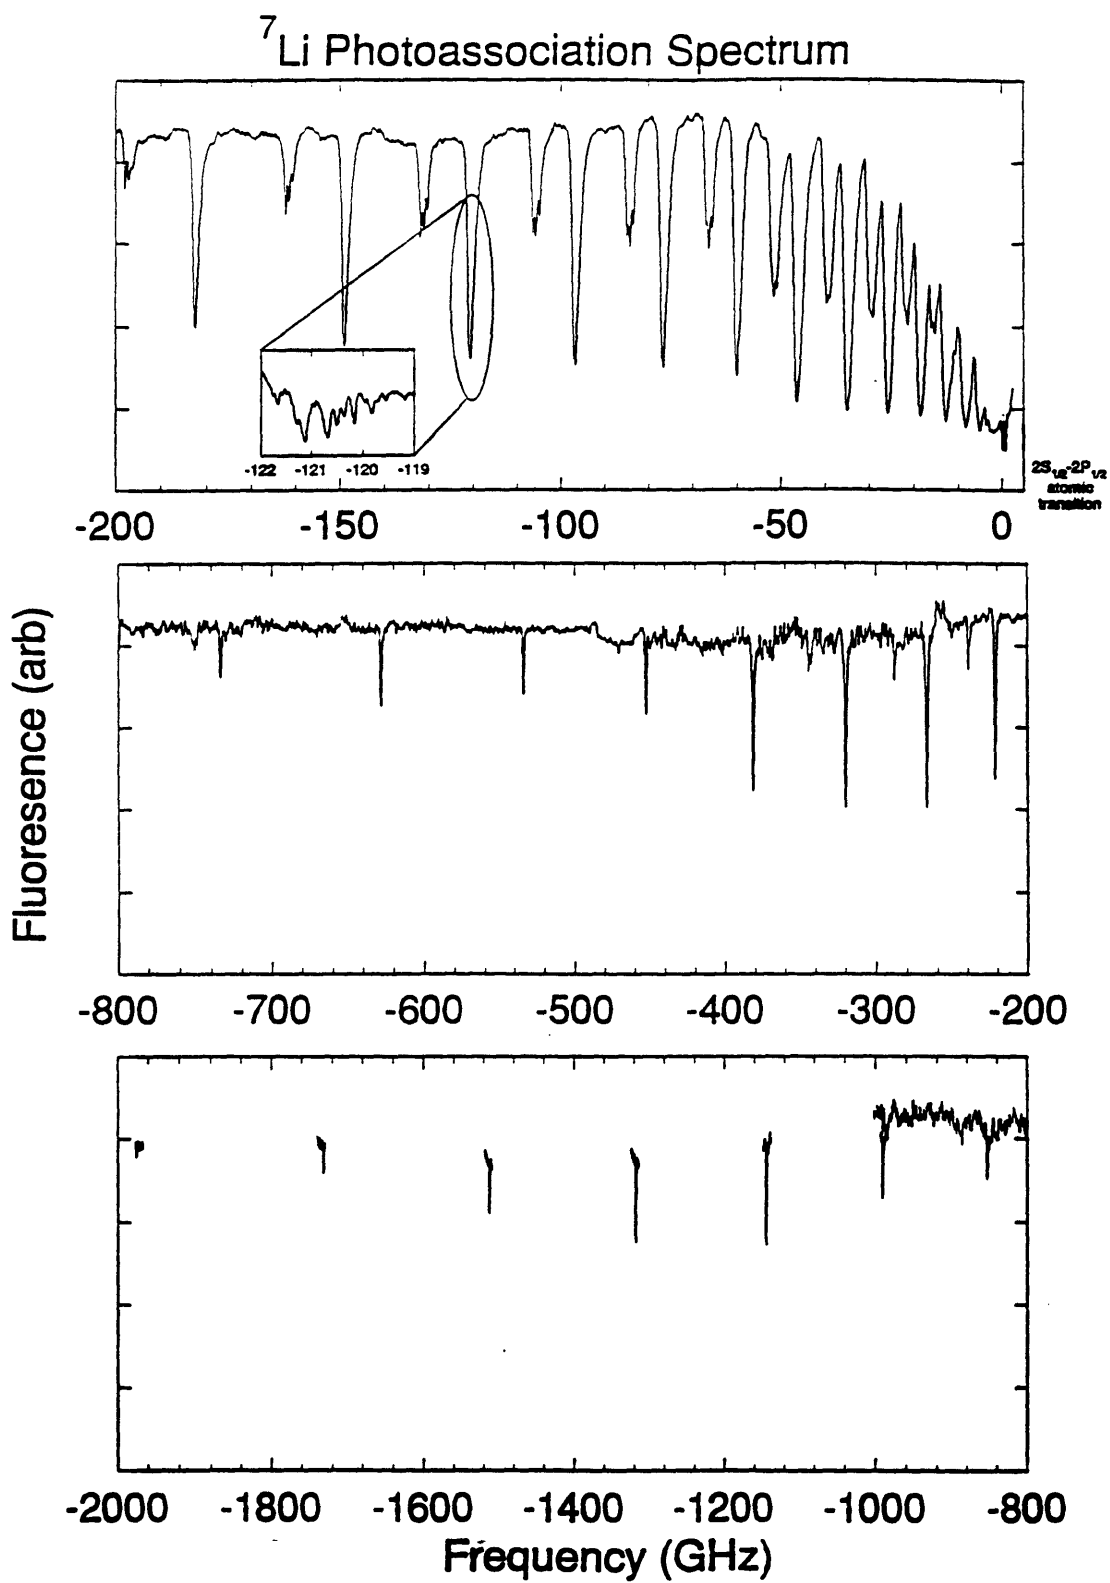 7Li Photoassociation Spectrum
-122 -121 -120 -119
2S1/2-2P1/2
atomic
transition
-200 -150 -100 -50 0
Fluoresence (arb)
-800 -700 -600 -500 -400 -300 -200
-2000 -1800 -1600 -1400 -1200 -1000 -800
Frequency (GHz)